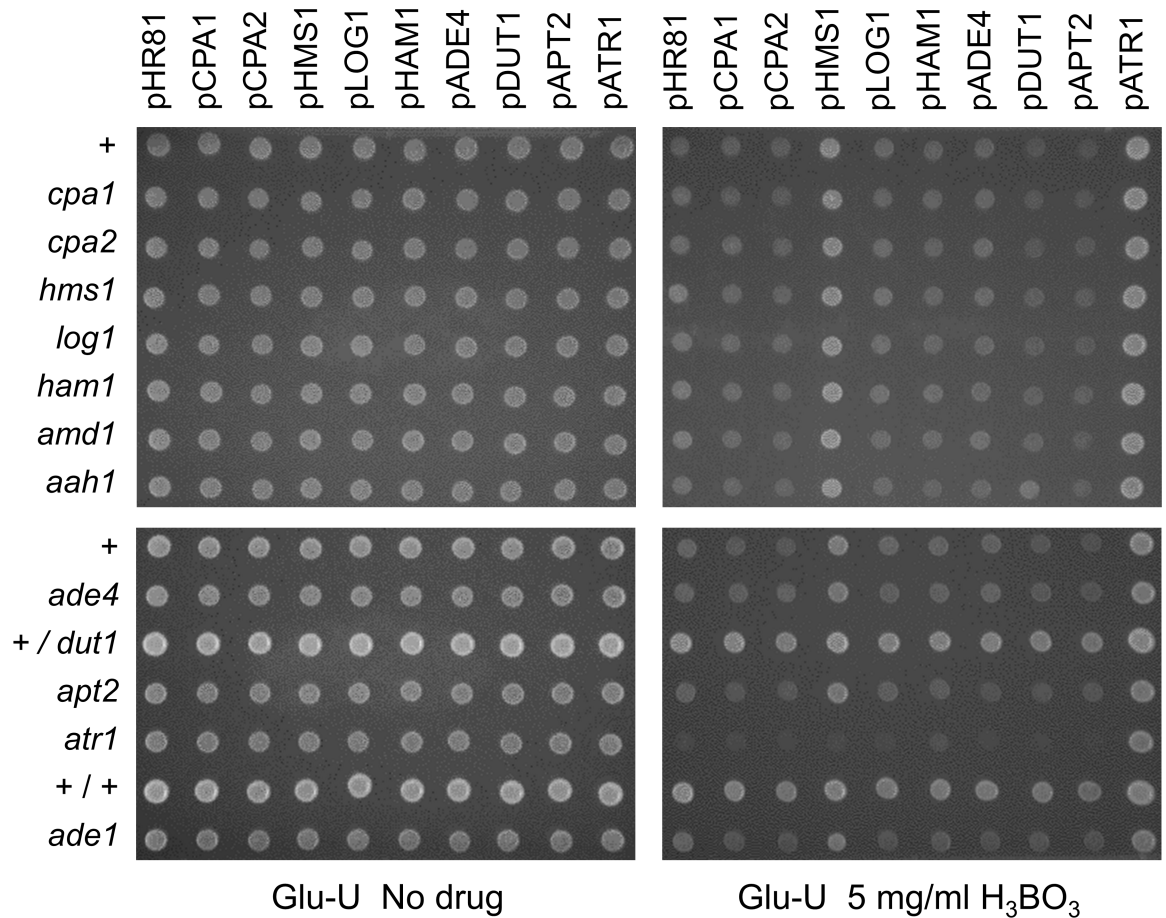 pHR81 pCPA1 pCPA2 pHMS1 pLOG1 pHAM1 pADE4 pDUT1 pAPT2 pATR1 pHR81 pCPA1 pCPA2 pHMS1 pLOG1 pHAM1 pADE4 pDUT1 pAPT2 pATR1
+
cpa1
cpa2
hms1
log1
ham1
amd1
aah1
+
ade4
+ / dut1
apt2
atr1
+ / +
ade1
Glu-U No drug Glu-U 5 mg/ml H₃BO₃